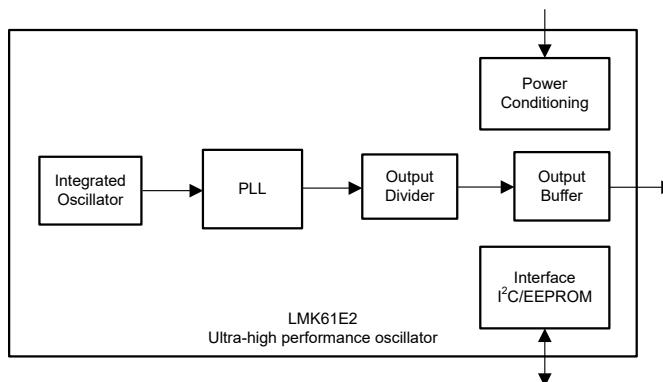 Power
Conditioning
Integrated
Oscillator
PLL
Output
Divider
Output
Buffer
Interface
I²C/EEPROM
LMK61E2
Ultra-high performance oscillator